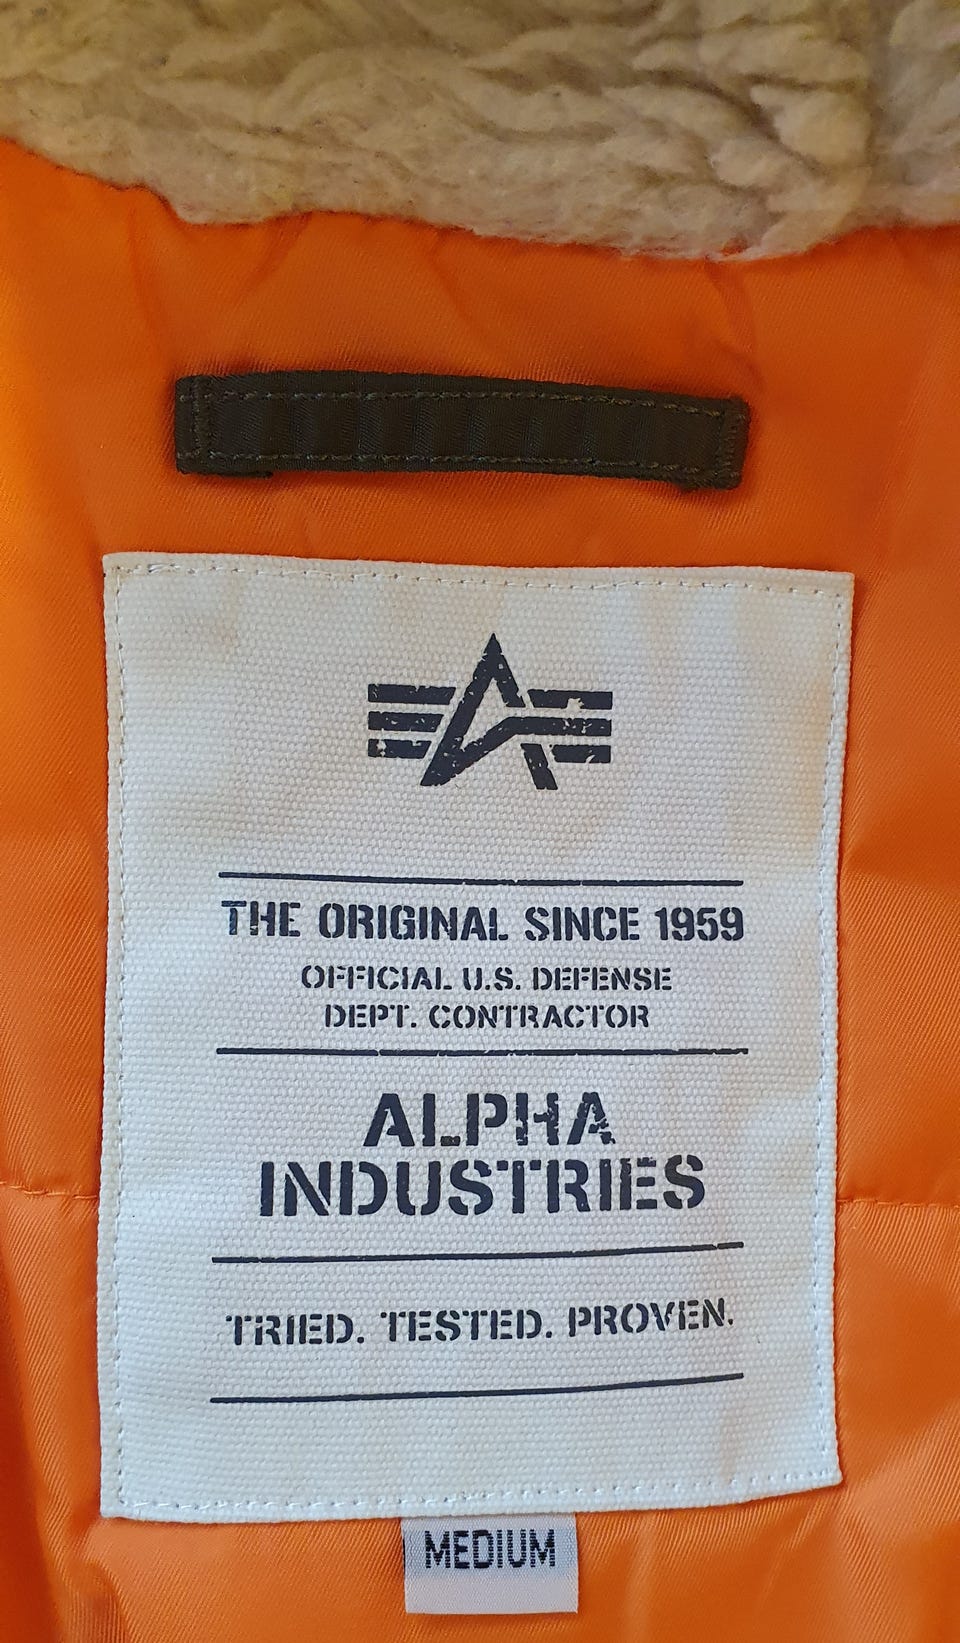 THE ORIGINAL SINCE 1959
OFFICIAL U.S. DEFENSE
DEPT. CONTRACTOR
ALPHA
INDUSTRIES
TRIED. TESTED. PROVEN.
MEDIUM